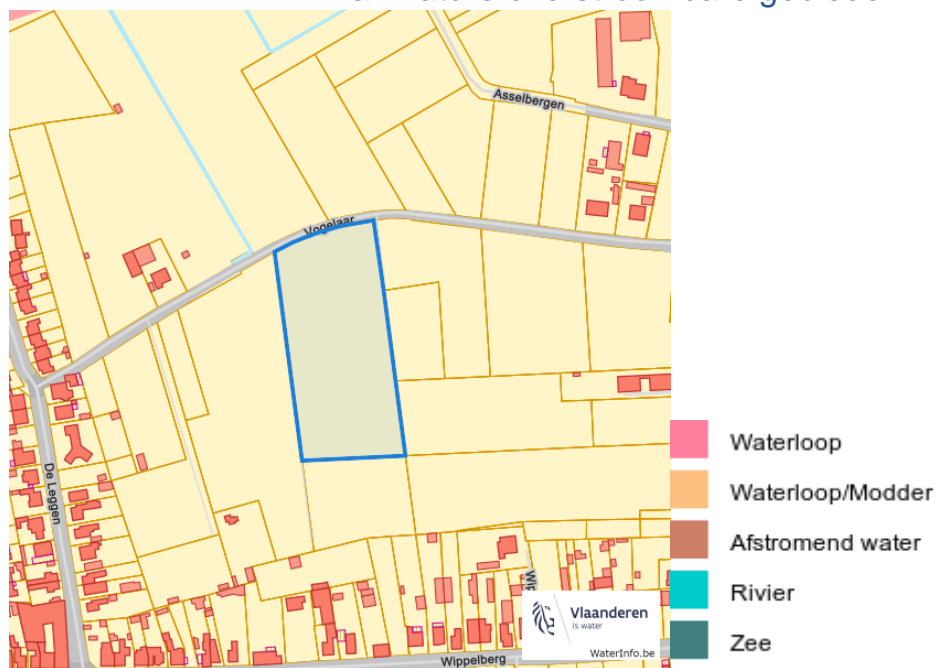 Asselbergen
Vogelaar
De Leggen
Waterloop
Waterloop/Modder
Afstromend water
Rivier
Zee
Vlaanderen
is water
WaterInfo.be
Wippelberg